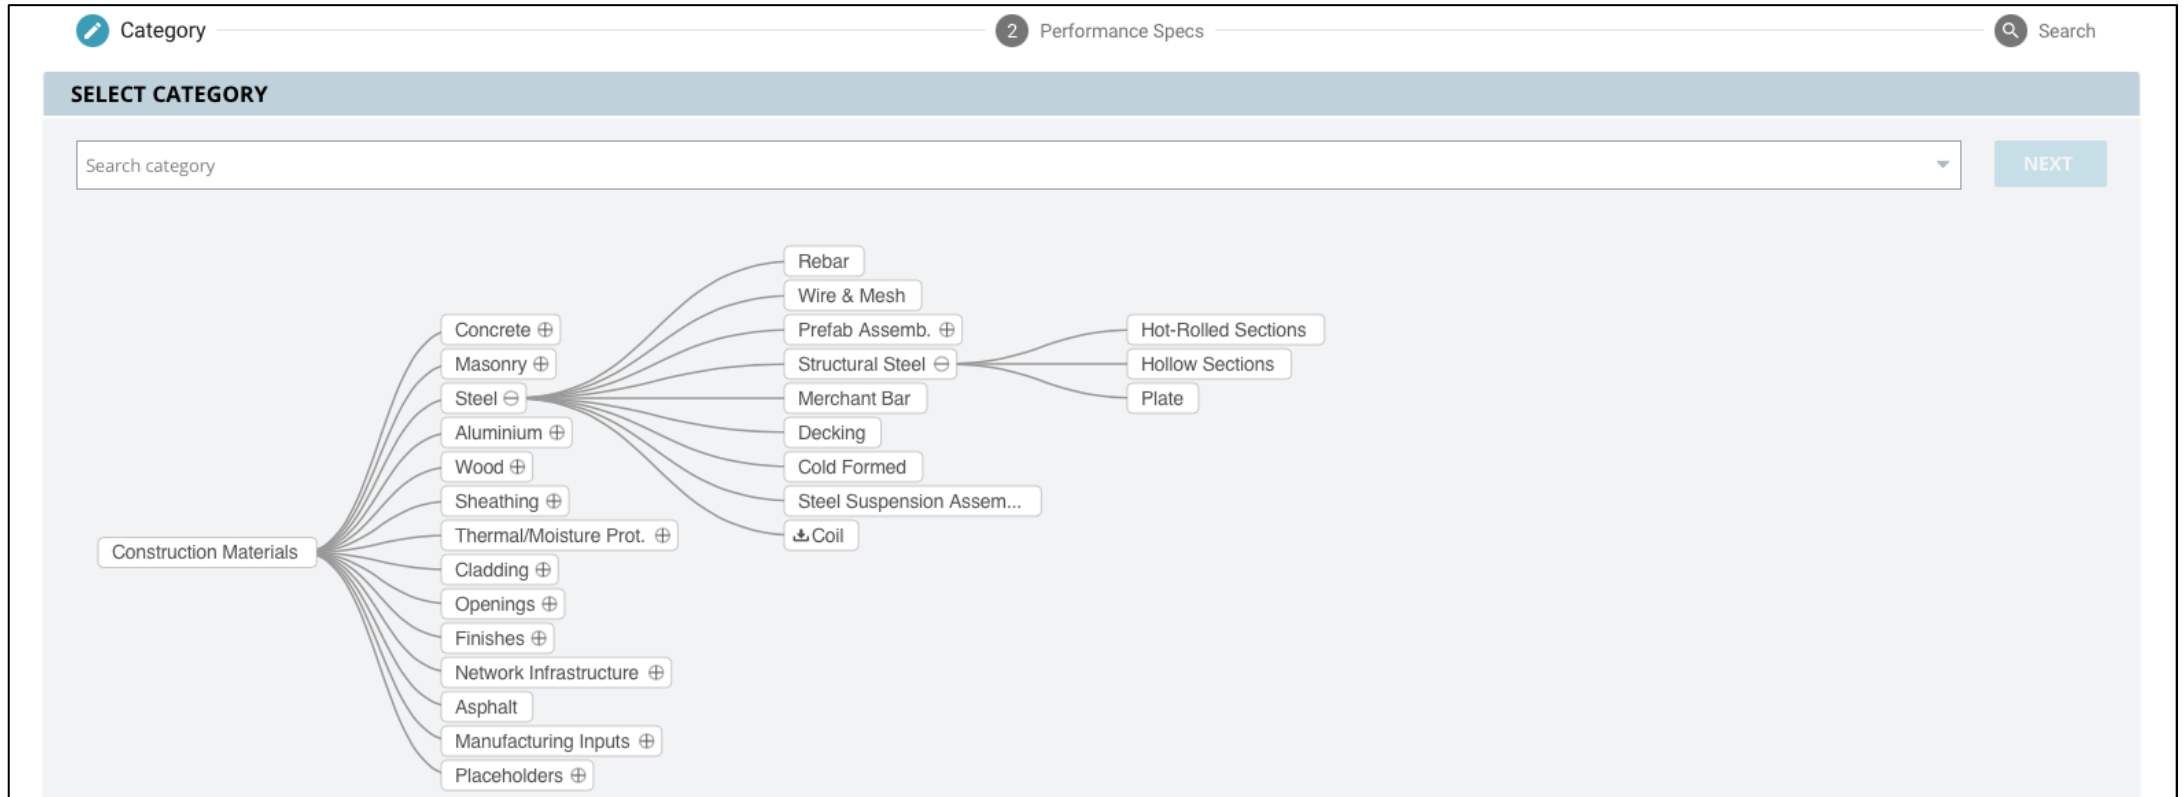 Category
2
Performance Specs
Search
SELECT CATEGORY
Search category
NEXT
Construction Materials
Concrete
Masonry
Steel
Aluminium
Wood
Sheathing
Thermal/Moisture Prot.
Cladding
Openings
Finishes
Network Infrastructure
Asphalt
Manufacturing Inputs
Placeholders
Rebar
Wire & Mesh
Prefab Assemb.
Structural Steel
Merchant Bar
Decking
Cold Formed
Steel Suspension Assem...
Coil
Hot-Rolled Sections
Hollow Sections
Plate